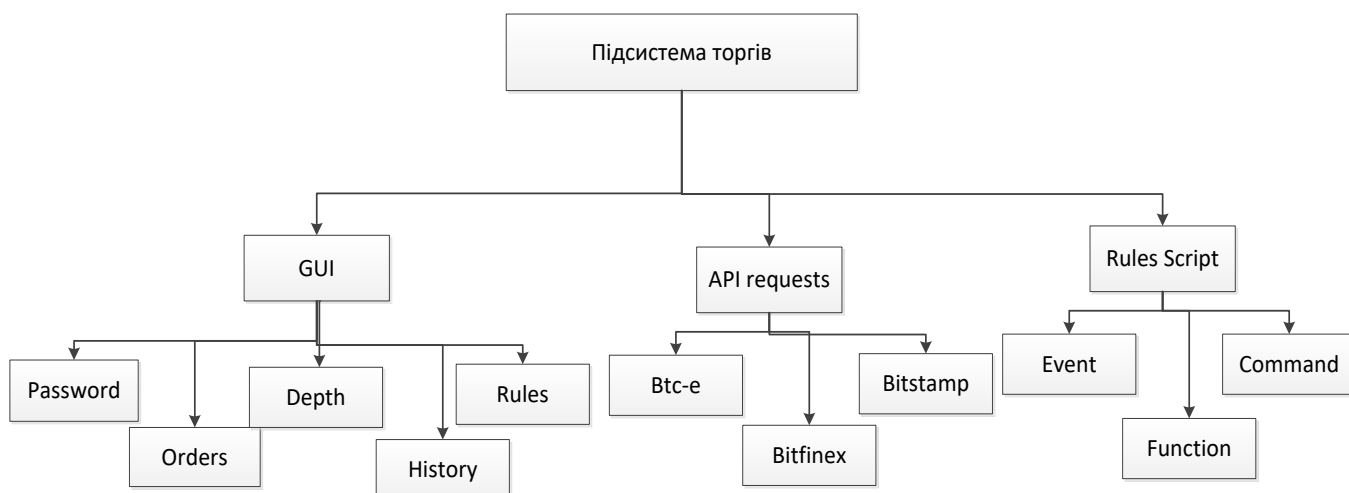 Підсистема торгів
GUI
API requests
Rules Script
Password
Orders
Depth
History
Rules
Btc-e
Bitfinex
Bitstamp
Event
Function
Command